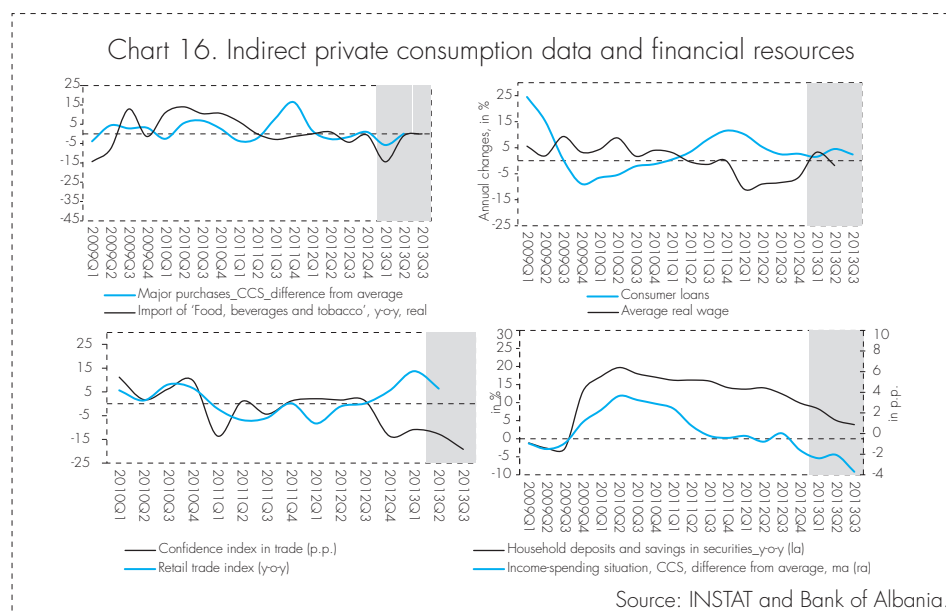 Chart 16. Indirect private consumption data and financial resources
25
15
5
-5
-15
-25
-35
-45
2009Q1
2009Q2
2009Q3
2009Q4
2010Q1
2010Q2
2010Q3
2010Q4
2011Q1
2011Q2
2011Q3
2011Q4
2012Q1
2012Q2
2012Q3
2012Q4
2013Q1
2013Q2
2013Q3
Major purchases_CCS_difference from average
Import of 'Food, beverages and tobacco', y-o-y, real
Annual changes, in %
25
15
5
-5
-15
-25
2009Q1
2009Q2
2009Q3
2009Q4
2010Q1
2010Q2
2010Q3
2010Q4
2011Q1
2011Q2
2011Q3
2011Q4
2012Q1
2012Q2
2012Q3
2012Q4
2013Q1
2013Q2
2013Q3
Consumer loans
Average real wage
25
15
5
-5
-15
-25
2010Q1
2010Q2
2010Q3
2010Q4
2011Q1
2011Q2
2011Q3
2011Q4
2012Q1
2012Q2
2012Q3
2012Q4
2013Q1
2013Q2
2013Q3
Confidence index in trade (p.p.)
Retail trade index (y-o-y)
in %
30
25
20
15
10
5
0
-5
-10
10
8
6
4
2
0
-2
-4
in pp.
2009Q1
2009Q2
2009Q3
2009Q4
2010Q1
2010Q2
2010Q3
2010Q4
2011Q1
2011Q2
2011Q3
2011Q4
2012Q1
2012Q2
2012Q3
2012Q4
2013Q1
2013Q2
2013Q3
Household deposits and savings in securities_y-o-y (la)
Income-spending situation, CCS, difference from average, ma (ra)
Source: INSTAT and Bank of Albania.